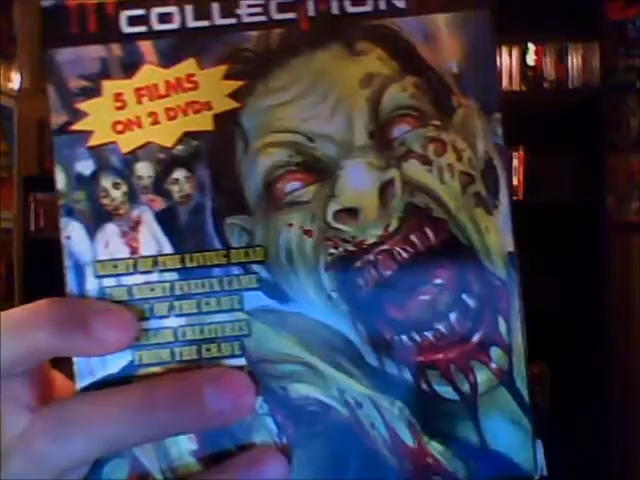 COLLECTION
5 FILMS
ON 2 DVDs
NIGHT OF THE LIVING DEAD
THE NIGHT EVELYN CAME
OF THE GRAVE
CREATURES
FROM THE GRAVE